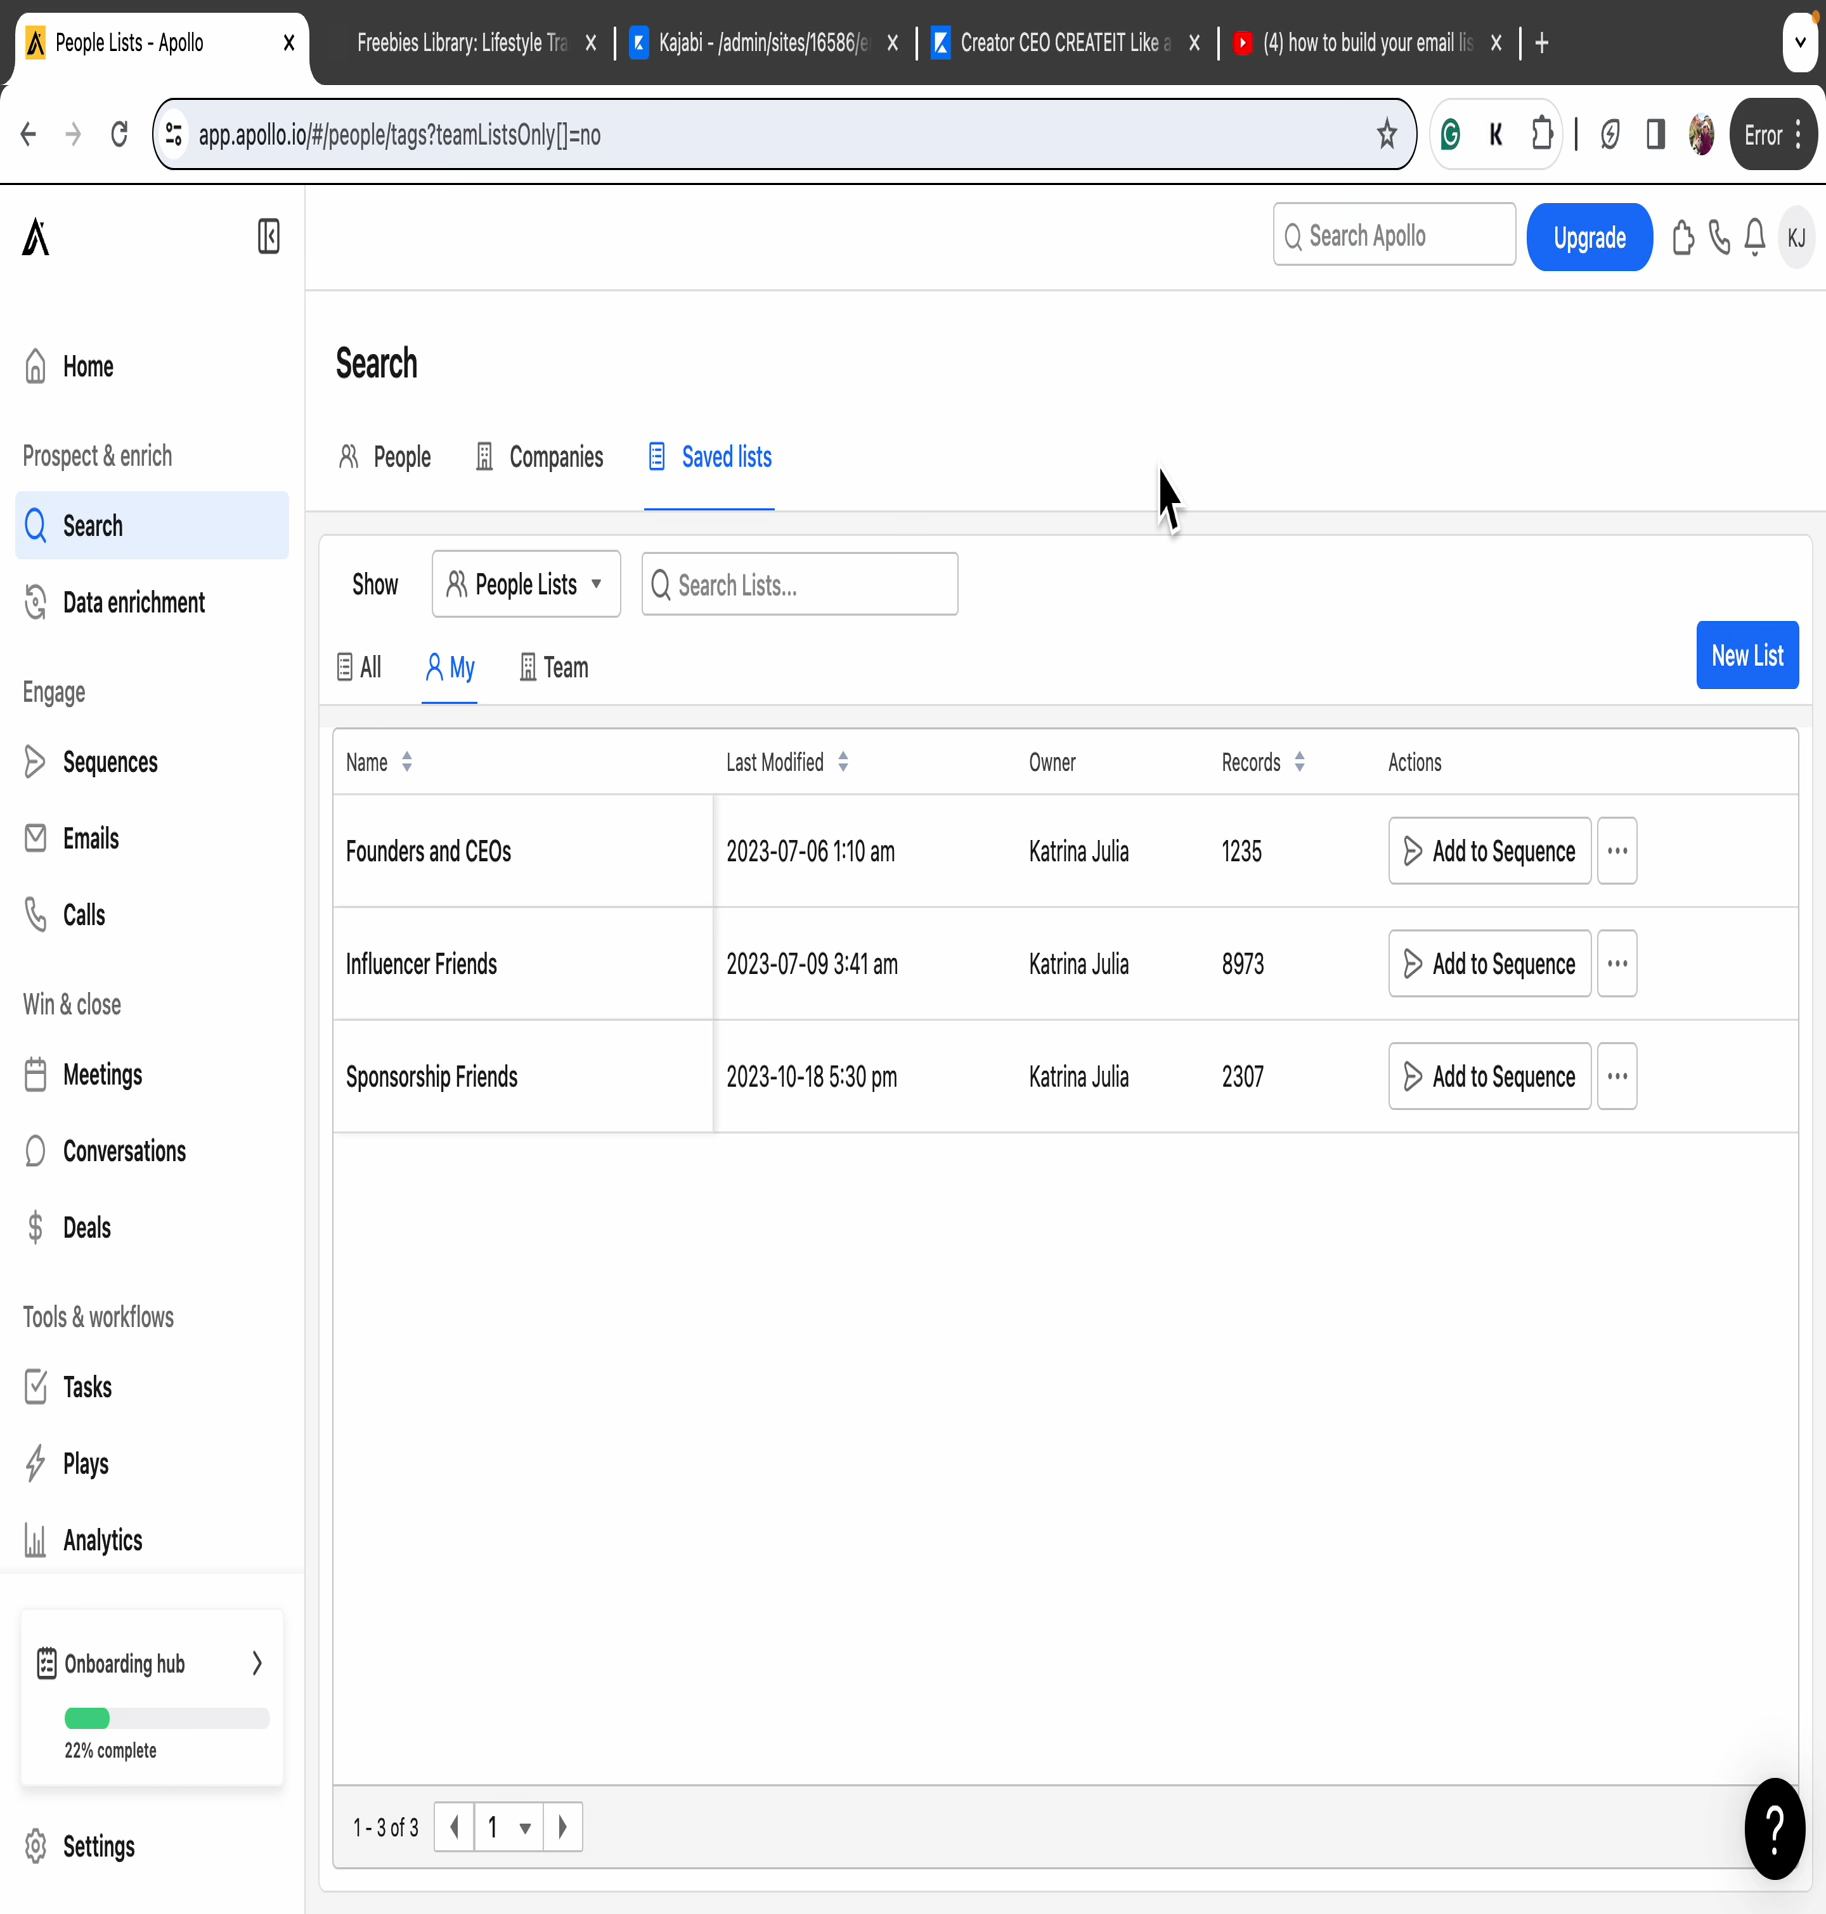 People Lists - Apollo
Freebies Library: Lifestyle Tra
Kajabi - /admin/sites/16586/e
Creator CEO CREATEIT Like a
(4) how to build your email lis
app.apollo.io/#/people/tags?teamListsOnly[]=no
Error
Search Apollo
Upgrade
KJ
Home
Prospect & enrich
Search
Data enrichment
Engage
Sequences
Emails
Calls
Win & close
Meetings
Conversations
Deals
Tools & workflows
Tasks
Plays
Analytics
Onboarding hub
22% complete
Settings
Search
People Companies Saved lists
Show People Lists Search Lists...
All My Team
New List
Name Last Modified Owner Records Actions
Founders and CEOs 2023-07-06 1:10 am Katrina Julia 1235 Add to Sequence ...
Influencer Friends 2023-07-09 3:41 am Katrina Julia 8973 Add to Sequence ...
Sponsorship Friends 2023-10-18 5:30 pm Katrina Julia 2307 Add to Sequence ...
1 - 3 of 3 1
?